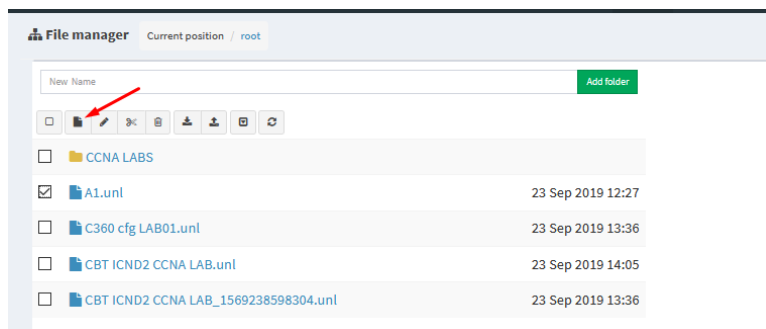 File manager Current position / root
New Name Add folder
CCNA LABS
A1.unl 23 Sep 2019 12:27
C360 cfg LAB01.unl 23 Sep 2019 13:36
CBT ICND2 CCNA LAB.unl 23 Sep 2019 14:05
CBT ICND2 CCNA LAB_1569238598304.unl 23 Sep 2019 13:36